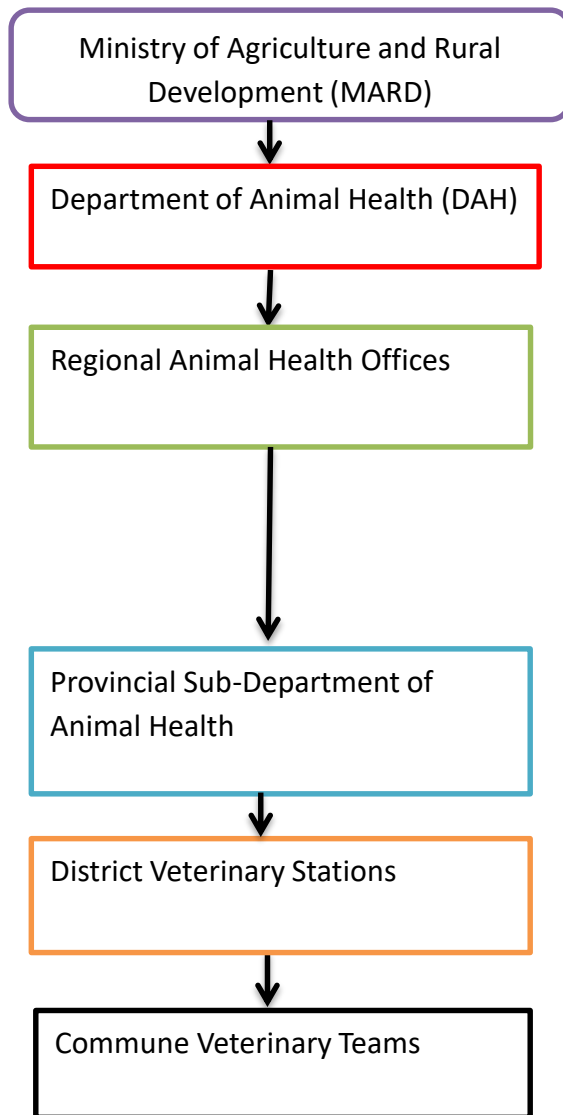 Ministry of Agriculture and Rural
Development (MARD)
Department of Animal Health (DAH)
Regional Animal Health Offices
Provincial Sub-Department of
Animal Health
District Veterinary Stations
Commune Veterinary Teams